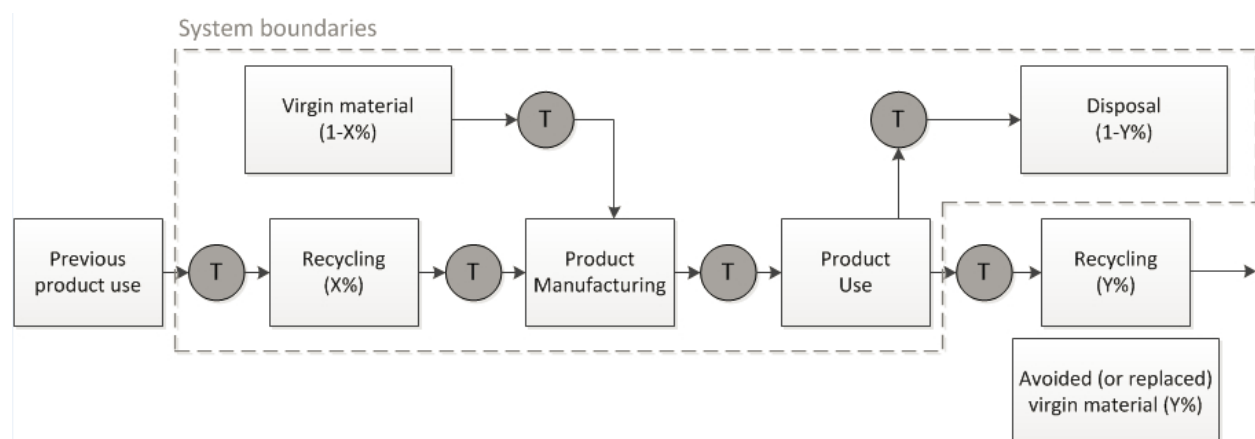 System boundaries
Virgin material
(1-X%)
T
T
Disposal
(1-Y%)
Previous
product use
T
Recycling
(X%)
T
Product
Manufacturing
T
Product
Use
T
Recycling
(Y%)
Avoided (or replaced)
virgin material (Y%)